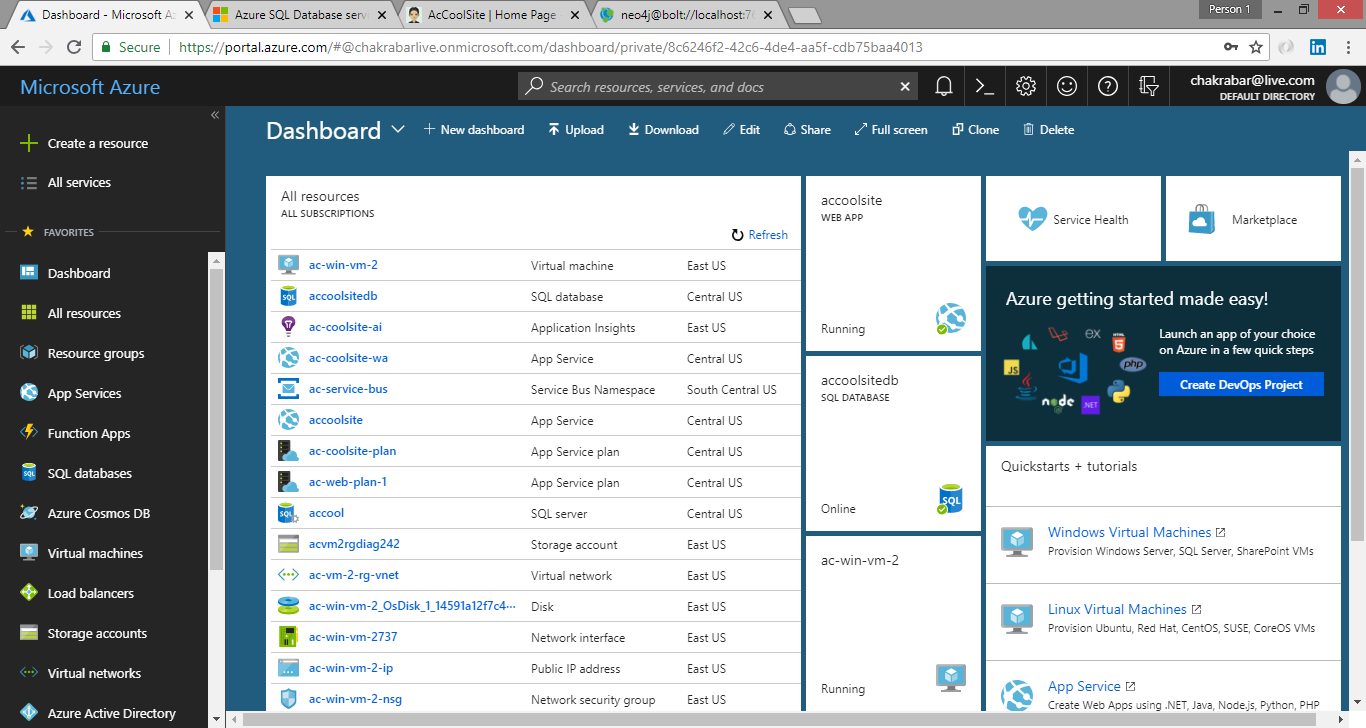 Dashboard - Microsoft Az
Azure SQL Database serv
AcCoolSite | Home Page -
neo4j@bolt://localhost:76
Person 1
Secure
https://portal.azure.com/#@chakrabarlive.onmicrosoft.com/dashboard/private/8c6246f2-42c6-4de4-aa5f-cdb75baa4013
Microsoft Azure
Search resources, services, and docs
chakrabar@live.com
DEFAULT DIRECTORY
Create a resource
All services
FAVORITES
Dashboard
All resources
Resource groups
App Services
Function Apps
SQL databases
Azure Cosmos DB
Virtual machines
Load balancers
Storage accounts
Virtual networks
Azure Active Directory
Dashboard
New dashboard
Upload
Download
Edit
Share
Full screen
Clone
Delete
All resources
ALL SUBSCRIPTIONS
Refresh
ac-win-vm-2 Virtual machine East US
accoolsitedb SQL database Central US
ac-coolsite-ai Application Insights East US
ac-coolsite-wa App Service Central US
ac-service-bus Service Bus Namespace South Central US
accoolsite App Service Central US
ac-coolsite-plan App Service plan Central US
ac-web-plan-1 App Service plan Central US
accool SQL server Central US
acvm2rgdiag242 Storage account East US
ac-vm-2-rg-vnet Virtual network East US
ac-win-vm-2_OsDisk_1_14591a12f7c4··· Disk East US
ac-win-vm-2737 Network interface East US
ac-win-vm-2-ip Public IP address East US
ac-win-vm-2-nsg Network security group East US
accoolsite
WEB APP
Running
accoolsitedb
SQL DATABASE
SQL
Online
ac-win-vm-2
Running
Service Health
Marketplace
Azure getting started made easy!
EX
HTML
JS
php
node
.NET
Launch an app of your choice
on Azure in a few quick steps
Create DevOps Project
Quickstarts + tutorials
Windows Virtual Machines
Provision Windows Server, SQL Server, SharePoint VMs
Linux Virtual Machines
Provision Ubuntu, Red Hat, CentOS, SUSE, CoreOS VMs
App Service
Create Web Apps using .NET, Java, Node.js, Python, PHP